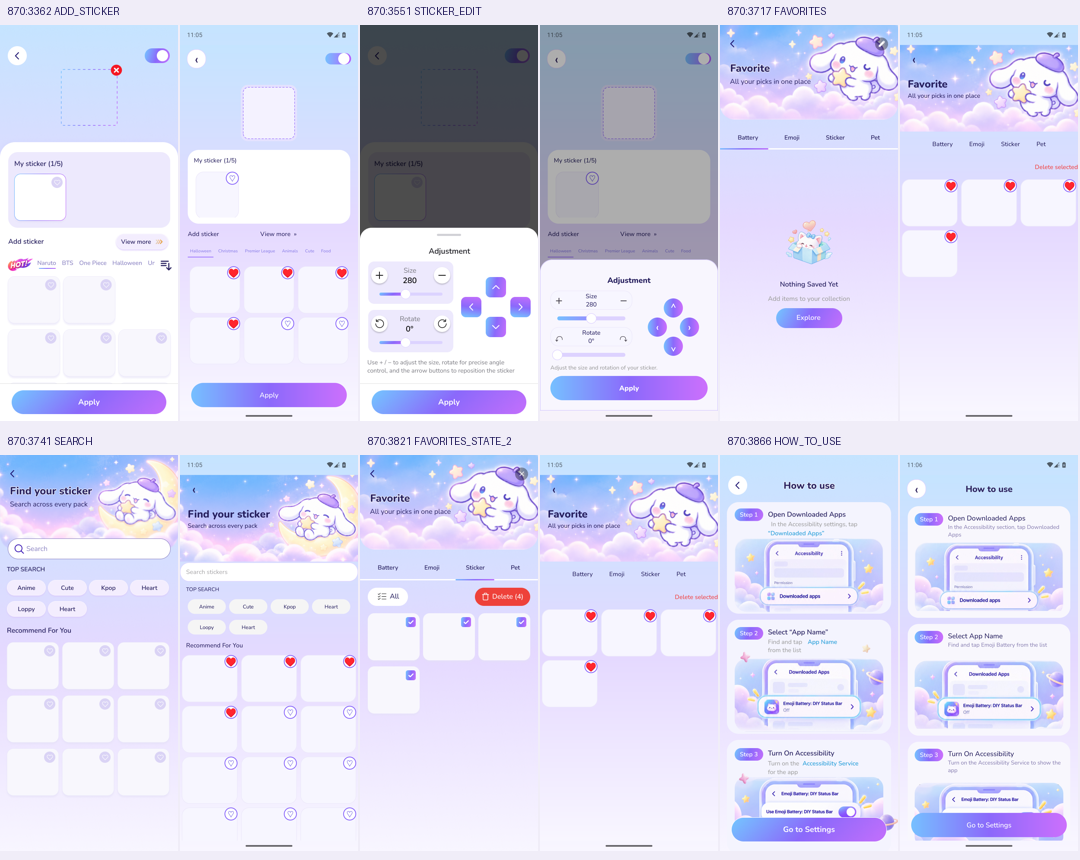 870:3362 ADD_STICKER
My sticker (1/5)
Add sticker
View more
HOT!
Naruto
BTS
One Piece
Halloween
Ur
Apply
11:05
My sticker (1/5)
Add sticker
View more
Halloween
Christmas
Premier League
Animals
Cute
Food
Apply
870:3551 STICKER_EDIT
My sticker (1/5)
Adjustment
Size
280
Rotate
0°
Use + / – to adjust the size, rotate for precise angle
control, and the arrow buttons to reposition the sticker
Apply
11:05
My sticker (1/5)
Add sticker
View more
Halloween
Christmas
Premier League
Animals
Cute
Food
Adjustment
Size
280
Rotate
0°
Adjust the size and rotation of your sticker.
Apply
870:3717 FAVORITES
Favorite
All your picks in one place
Battery
Emoji
Sticker
Pet
Nothing Saved Yet
Add items to your collection
Explore
11:05
Favorite
All your picks in one place
Battery
Emoji
Sticker
Pet
Delete selected
870:3741 SEARCH
Find your sticker
Search across every pack
Search
TOP SEARCH
Anime
Cute
Kpop
Heart
Loppy
Heart
Recommend For You
11:05
Find your sticker
Search across every pack
Search stickers
TOP SEARCH
Anime
Cute
Kpop
Heart
Loopy
Heart
Recommend For You
870:3821 FAVORITES_STATE_2
Favorite
All your picks in one place
Battery
Emoji
Sticker
Pet
All
Delete (4)
11:05
Favorite
All your picks in one place
Battery
Emoji
Sticker
Pet
Delete selected
870:3866 HOW_TO_USE
How to use
Step 1
Open Downloaded Apps
In the Accessibility settings, tap
"Downloaded Apps"
Accessibility
Downloaded apps
Step 2
Select “App Name”
Find and tap App Name
from the list
Downloaded Apps
Emoji Battery: DIY Status Bar
Off
Step 3
Turn On Accessibility
Turn on the Accessibility Service
for the app
Emoji Battery: DIY Status Bar
Use Emoji Battery: DIY Status Bar
Go to Settings
11:06
How to use
Step 1
Open Downloaded Apps
In the Accessibility section, tap Downloaded
Apps
Accessibility
Downloaded apps
Step 2
Select App Name
Find and tap Emoji Battery from the list
Downloaded Apps
Emoji Battery: DIY Status Bar
Off
Step 3
Turn On Accessibility
Turn on the Accessibility Service to show the
app
Emoji Battery: DIY Status Bar
Go to Settings